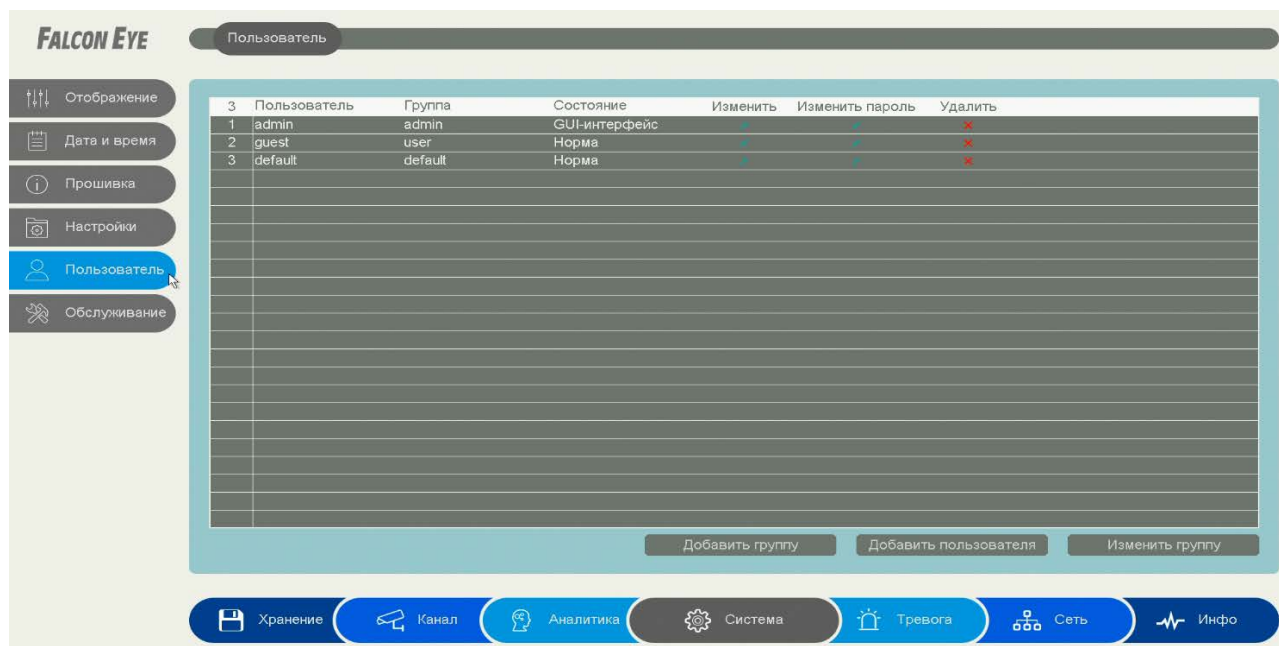 FALCON EYE
Пользователь
Отображение
Дата и время
Прошивка
Настройки
Пользователь
Обслуживание
3 Пользователь Группа Состояние Изменить Изменить пароль Удалить
1 admin admin GUI-интерфейс
2 guest user Норма
3 default default Норма
Добавить группу Добавить пользователя Изменить группу
Хранение Канал Аналитика Система Тревога Сеть Инфо